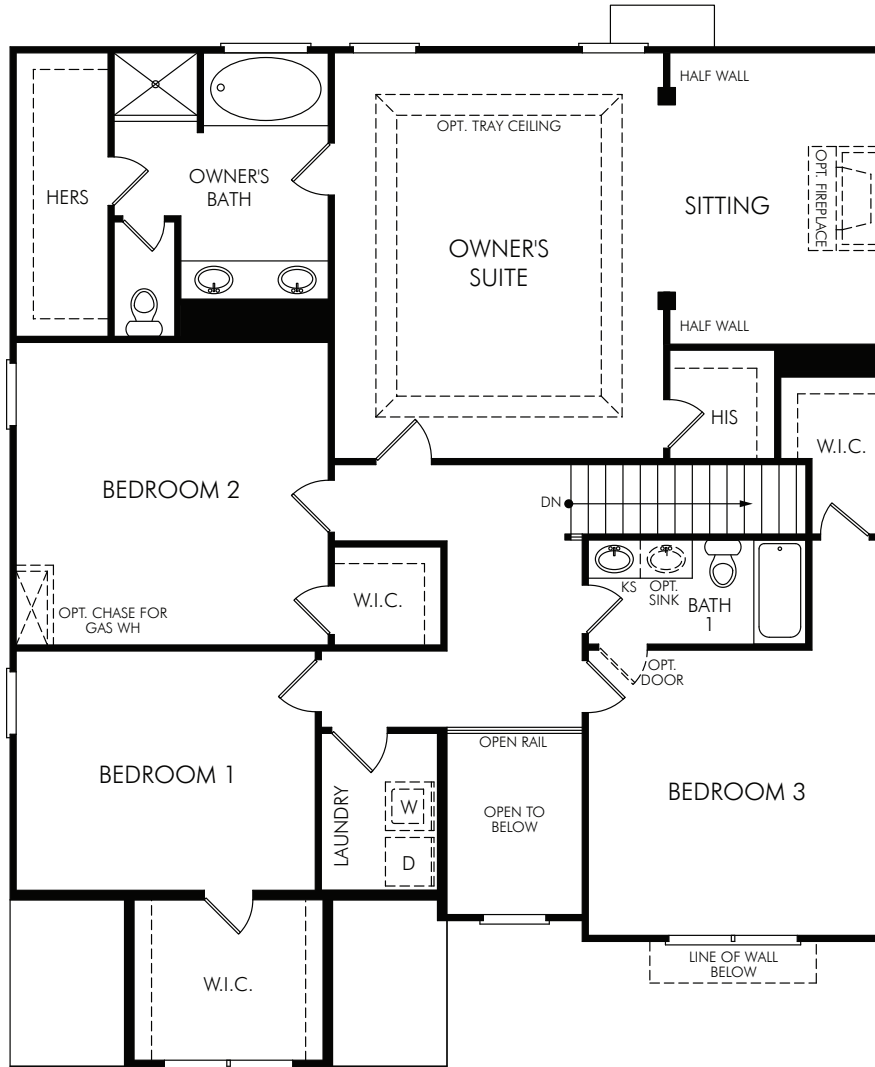 HALF WALL
OPT. TRAY CEILING
HERS
OWNER'S
BATH
OPT. FIREPLACE
SITTING
OWNER'S
SUITE
HALF WALL
HIS
W.I.C.
BEDROOM 2
DN
OPT. CHASE FOR
GAS WH
W.I.C.
KS
OPT.
SINK
BATH
1
OPT.
DOOR
OPEN RAIL
BEDROOM 1
LAUNDRY
W
D
OPEN TO
BELOW
BEDROOM 3
LINE OF WALL
BELOW
W.I.C.